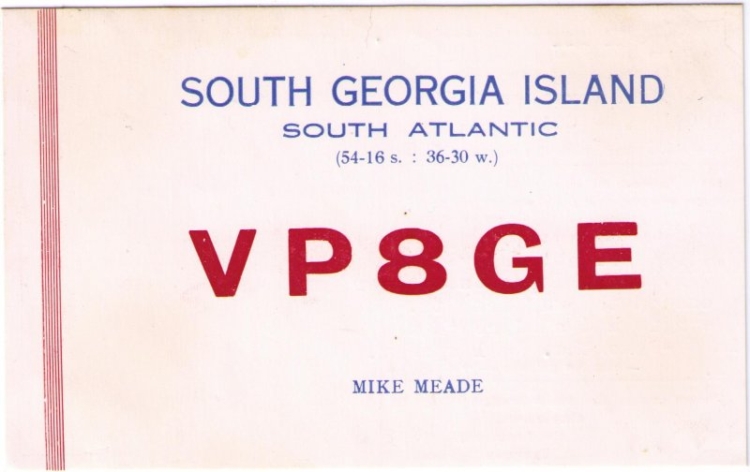 SOUTH GEORGIA ISLAND
SOUTH ATLANTIC
(54-16 s. : 36-30 w.)
VP8GE
MIKE MEADE